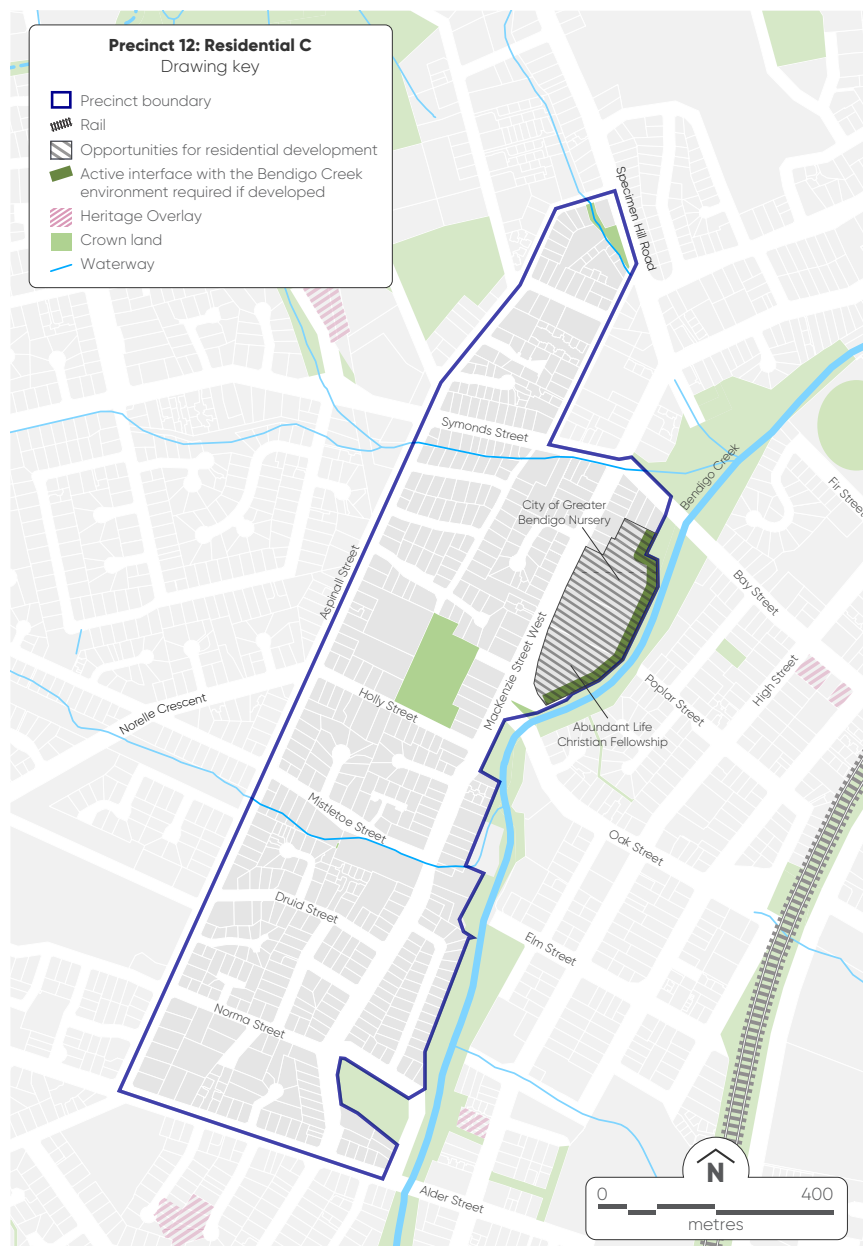 Precinct 12: Residential C
Drawing key
Precinct boundary
Rail
Opportunities for residential development
Active interface with the Bendigo Creek
environment required if developed
Heritage Overlay
Crown land
Waterway
Specimen Hill Road
Symonds Street
Bendigo Creek
Fir Street
City of Greater
Bendigo Nursery
Aspinall Street
Bay Street
MacKenzie Street West
High Street
Poplar Street
Holly Street
Norelle Crescent
Abundant Life
Christian Fellowship
Mistletoe Street
Oak Street
Druid Street
Elm Street
Norma Street
Alder Street
N
0 400
metres